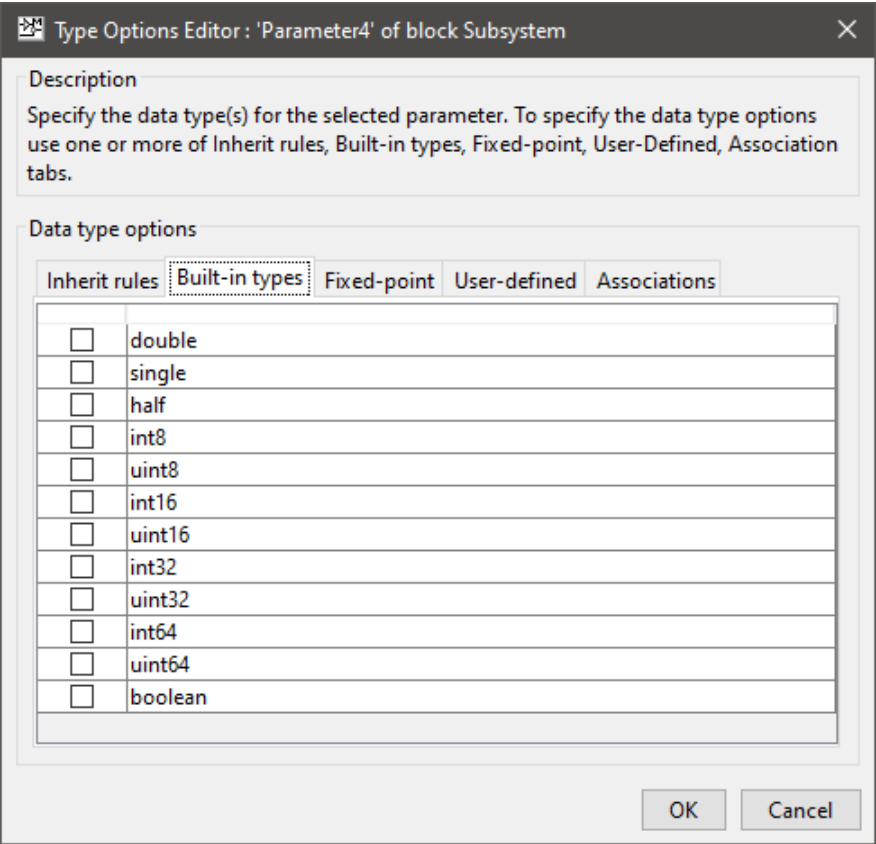 Type Options Editor : 'Parameter4' of block Subsystem
Description
Specify the data type(s) for the selected parameter. To specify the data type options
use one or more of Inherit rules, Built-in types, Fixed-point, User-Defined, Association
tabs.
Data type options
Inherit rules Built-in types Fixed-point User-defined Associations
double
single
half
int8
uint8
int16
uint16
int32
uint32
int64
uint64
boolean
OK Cancel